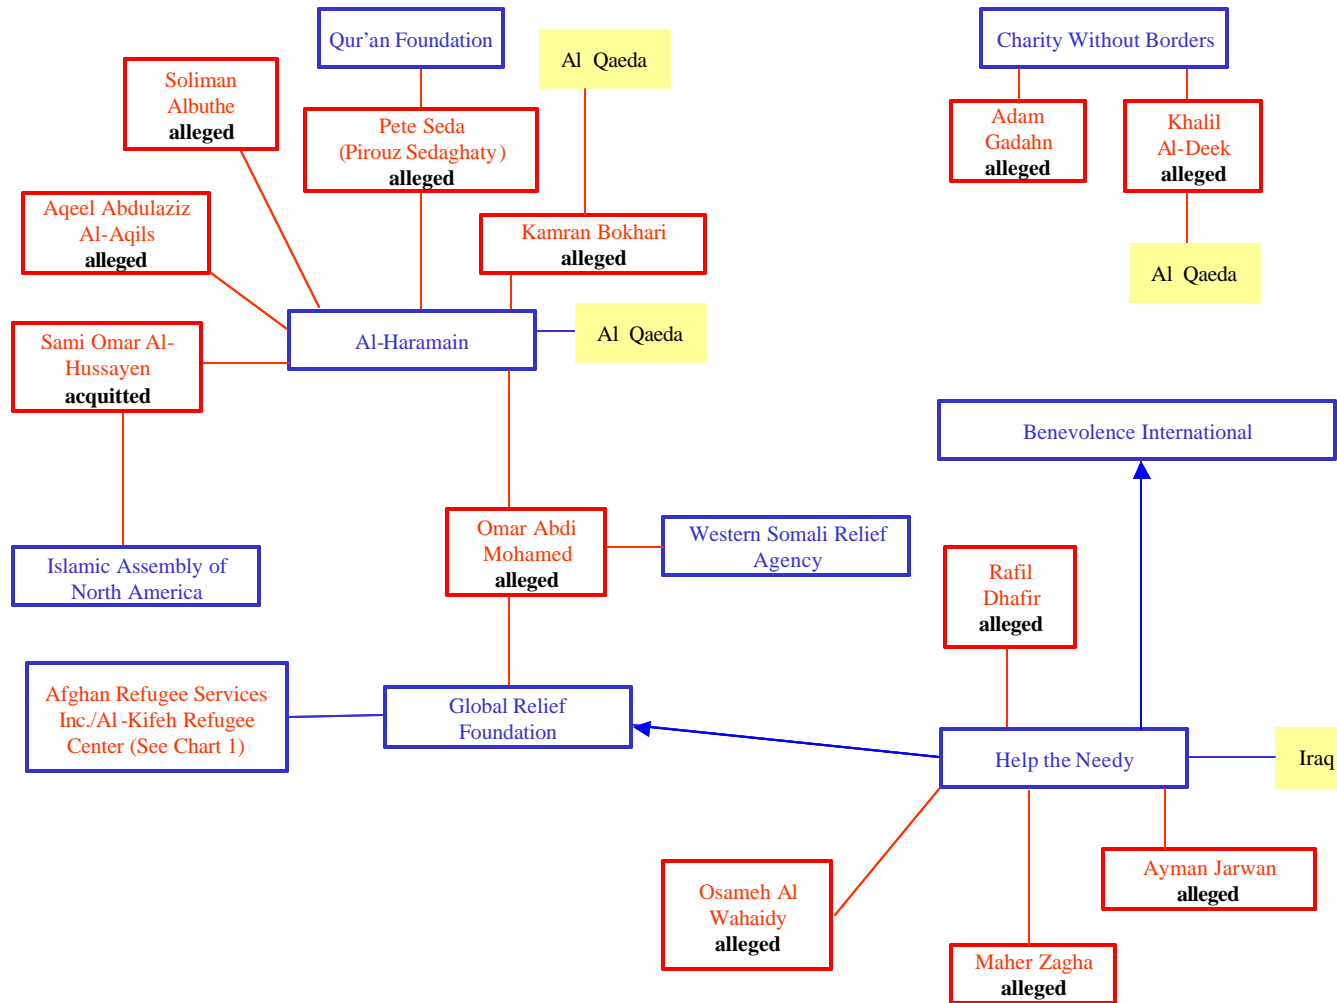 Qur'an Foundation
Al Qaeda
Charity Without Borders
Soliman
Albuthe
alleged
Pete Seda
(Pirouz Sedaghaty)
alleged
Adam
Gadahn
alleged
Khalil
Al-Deek
alleged
Aqeel Abdulaziz
Al-Aqils
alleged
Kamran Bokhari
alleged
Al Qaeda
Sami Omar Al-
Hussayen
acquitted
Al-Haramain
Al Qaeda
Benevolence International
Omar Abdi
Mohamed
alleged
Western Somali Relief
Agency
Islamic Assembly of
North America
Rafil
Dhafir
alleged
Afghan Refugee Services
Inc./Al-Kifeh Refugee
Center (See Chart 1)
Global Relief
Foundation
Help the Needy
Iraq
Osameh Al
Wahaidy
alleged
Ayman Jarwan
alleged
Maher Zagha
alleged